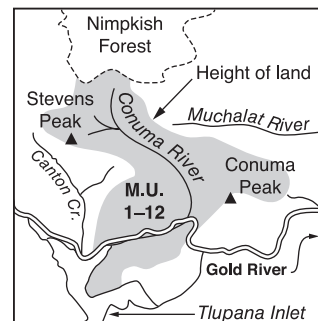 Nimpkish
Forest
Height of land
Stevens
Peak
Conuma River
Muchalat River
Canton Cr.
Conuma
Peak
M.U.
1–12
Gold River
Tlupana Inlet